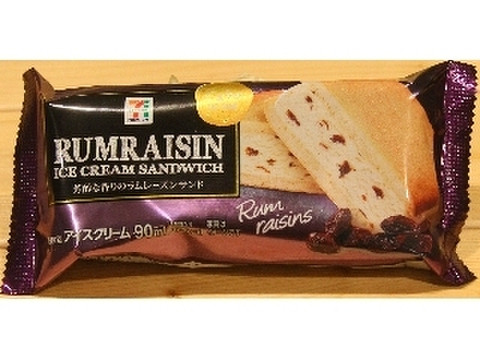 RUMRAISIN
ICE CREAM SANDWICH
芳醇な香りのラムレーズンサンド
Rum
raisins
アイスクリーム 90ml